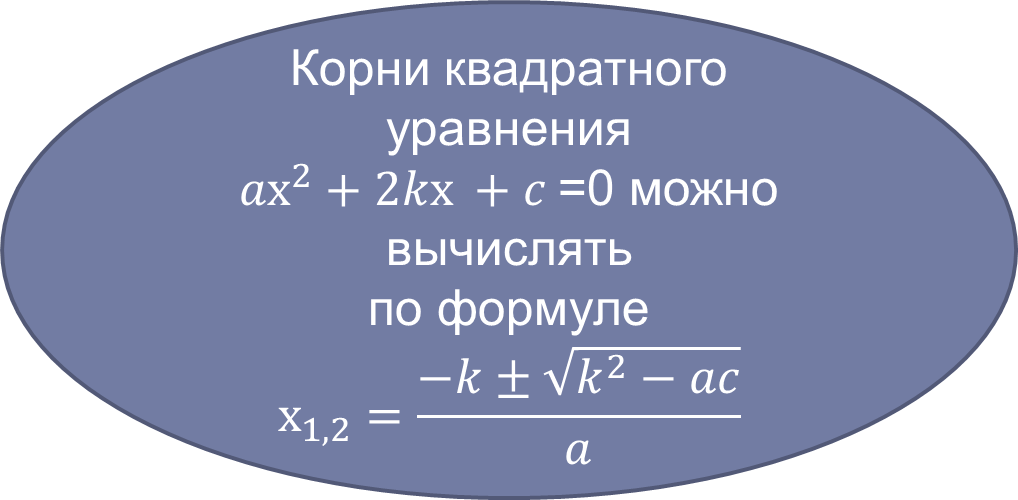 Корни квадратного
уравнения
𝑎x² + 2𝑘x + 𝑐 =0 можно
вычислять
по формуле
x₁,₂ = (−𝑘 ± √(𝑘² − 𝑎𝑐)) / 𝑎